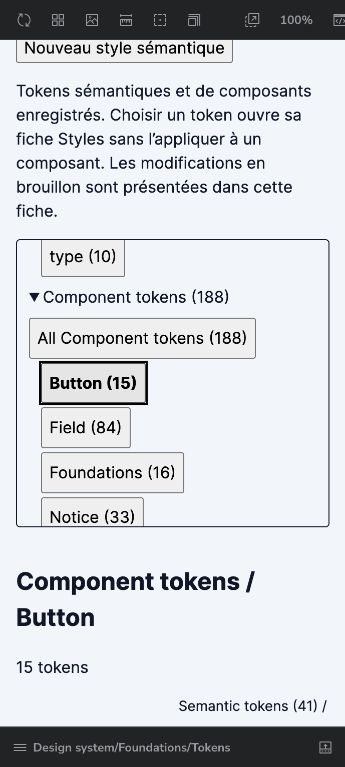 100%
Nouveau style sémantique
Tokens sémantiques et de composants
enregistrés. Choisir un token ouvre sa
fiche Styles sans l’appliquer à un
composant. Les modifications en
brouillon sont présentées dans cette
fiche.
type (10)
▼ Component tokens (188)
All Component tokens (188)
Button (15)
Field (84)
Foundations (16)
Notice (33)
Component tokens /
Button
15 tokens
Semantic tokens (41) /
Design system/Foundations/Tokens